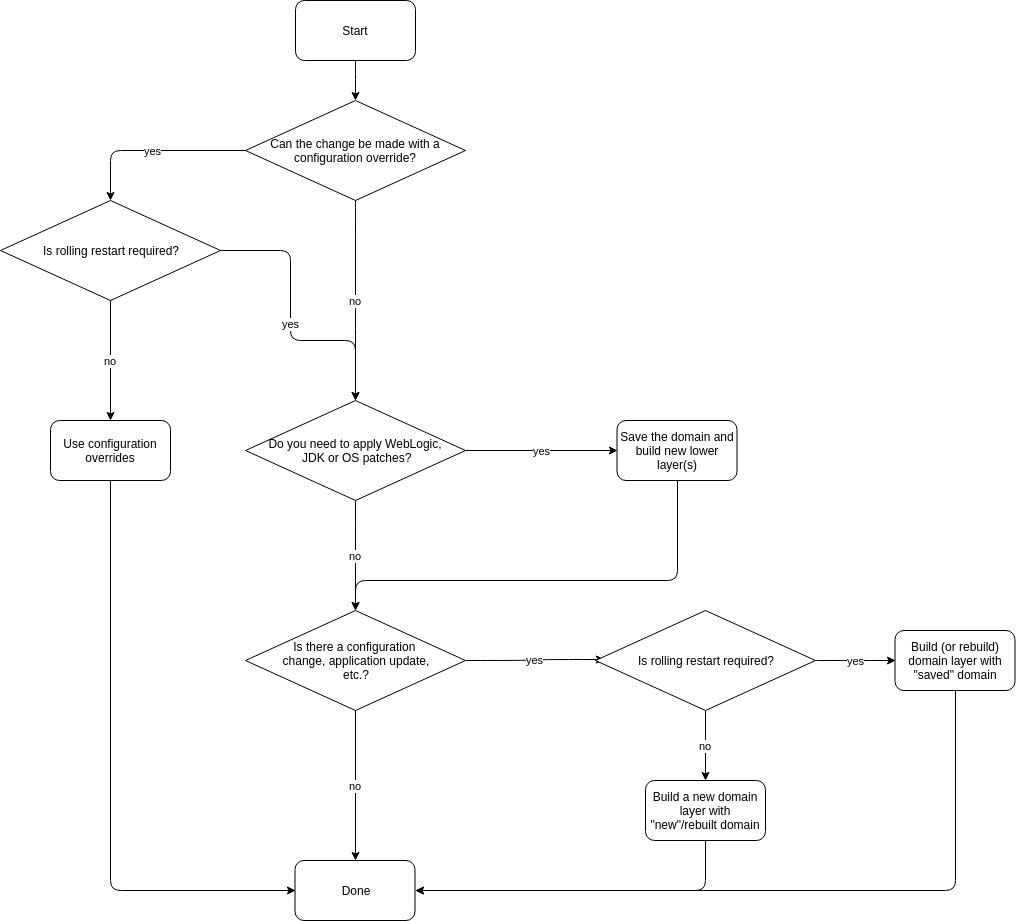 Start
Can the change be made with a
configuration override?
yes
Is rolling restart required?
no
yes
no
Use configuration
overrides
Do you need to apply WebLogic,
JDK or OS patches?
yes
Save the domain and
build new lower
layer(s)
no
Is there a configuration
change, application update,
etc.?
yes
Is rolling restart required?
yes
Build (or rebuild)
domain layer with
"saved" domain
no
no
Build a new domain
layer with
"new"/rebuilt domain
Done